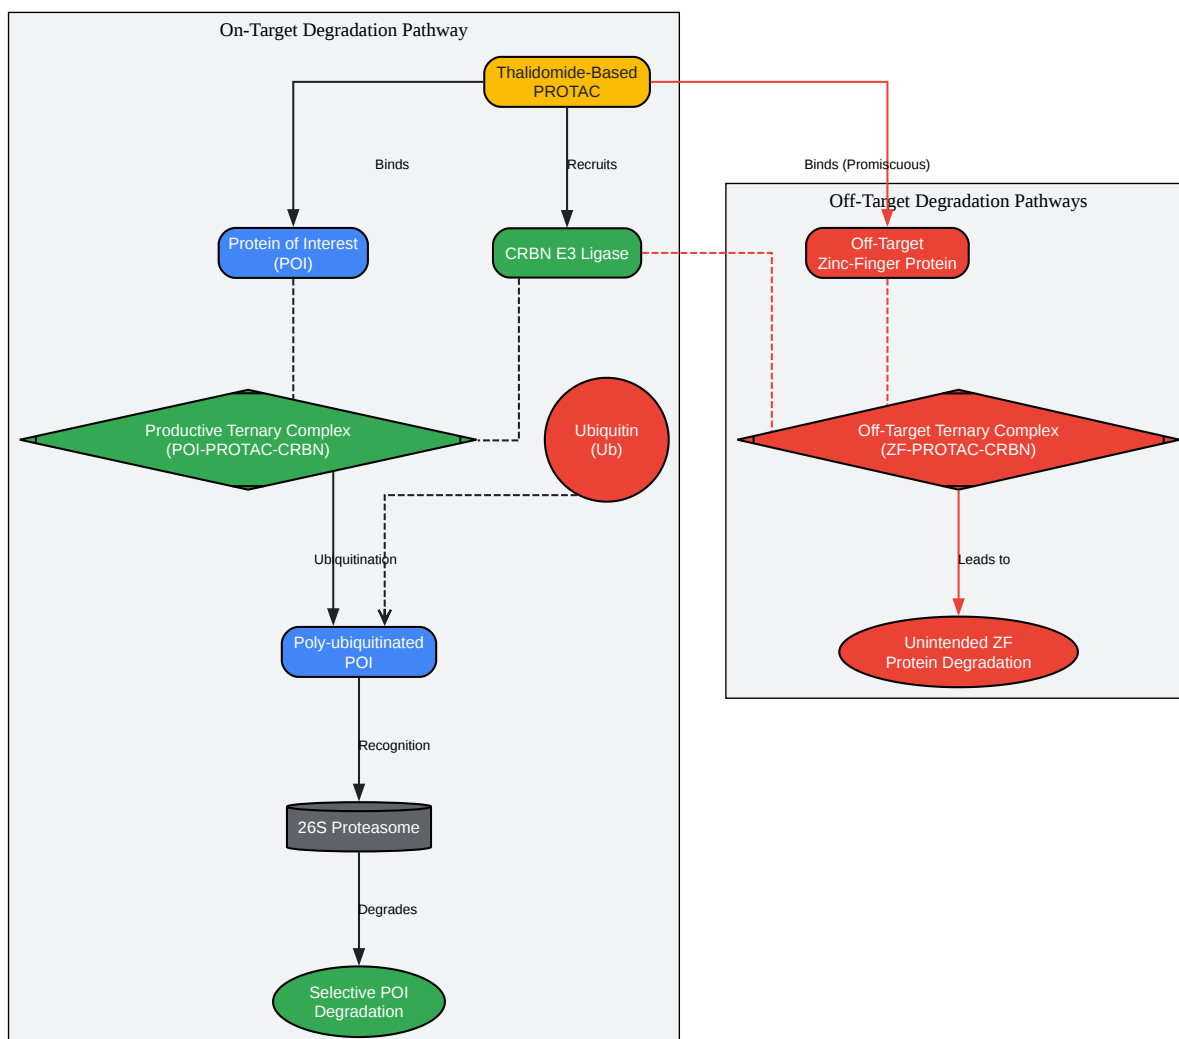 On-Target Degradation Pathway
Thalidomide-Based
PROTAC
Binds
Recruits
Binds (Promiscuous)
Off-Target Degradation Pathways
Protein of Interest
(POI)
CRBN E3 Ligase
Off-Target
Zinc-Finger Protein
Productive Ternary Complex
(POI-PROTAC-CRBN)
Ubiquitin
(Ub)
Off-Target Ternary Complex
(ZF-PROTAC-CRBN)
Ubiquitination
Leads to
Poly-ubiquitinated
POI
Unintended ZF
Protein Degradation
Recognition
26S Proteasome
Degrades
Selective POI
Degradation